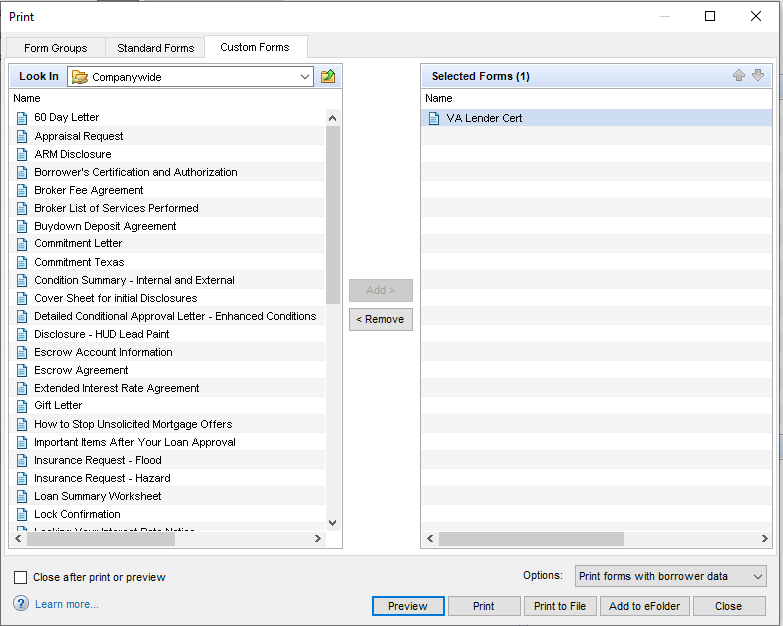 Print
Form Groups
Standard Forms
Custom Forms
Look In
Companywide
Name
60 Day Letter
Appraisal Request
ARM Disclosure
Borrower's Certification and Authorization
Broker Fee Agreement
Broker List of Services Performed
Buydown Deposit Agreement
Commitment Letter
Commitment Texas
Condition Summary - Internal and External
Cover Sheet for initial Disclosures
Detailed Conditional Approval Letter - Enhanced Conditions
Disclosure - HUD Lead Paint
Escrow Account Information
Escrow Agreement
Extended Interest Rate Agreement
Gift Letter
How to Stop Unsolicited Mortgage Offers
Important Items After Your Loan Approval
Insurance Request - Flood
Insurance Request - Hazard
Loan Summary Worksheet
Lock Confirmation
Locking Your Interest Rate Notice
Add >
< Remove
Selected Forms (1)
Name
VA Lender Cert
Close after print or preview
Options:
Print forms with borrower data
? Learn more...
Preview
Print
Print to File
Add to eFolder
Close